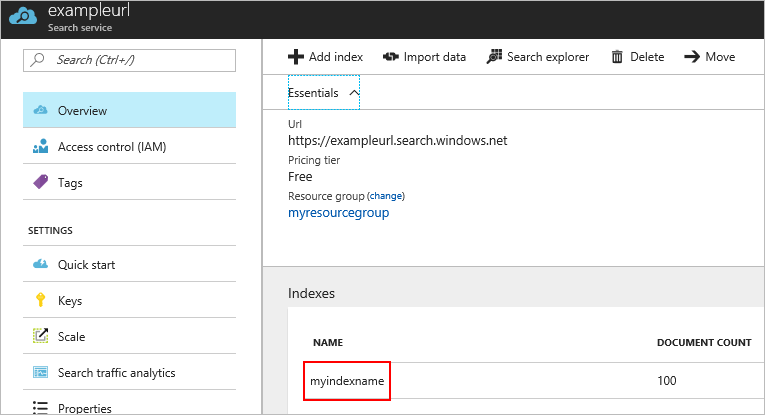 exampleurl
Search service
Search (Ctrl+/)
Overview
Access control (IAM)
Tags
SETTINGS
Quick start
Keys
Scale
Search traffic analytics
Properties
Add index Import data Search explorer Delete Move
Essentials
Url
https://exampleurl.search.windows.net
Pricing tier
Free
Resource group (change)
myresourcegroup
Indexes
NAME DOCUMENT COUNT
myindexname 100